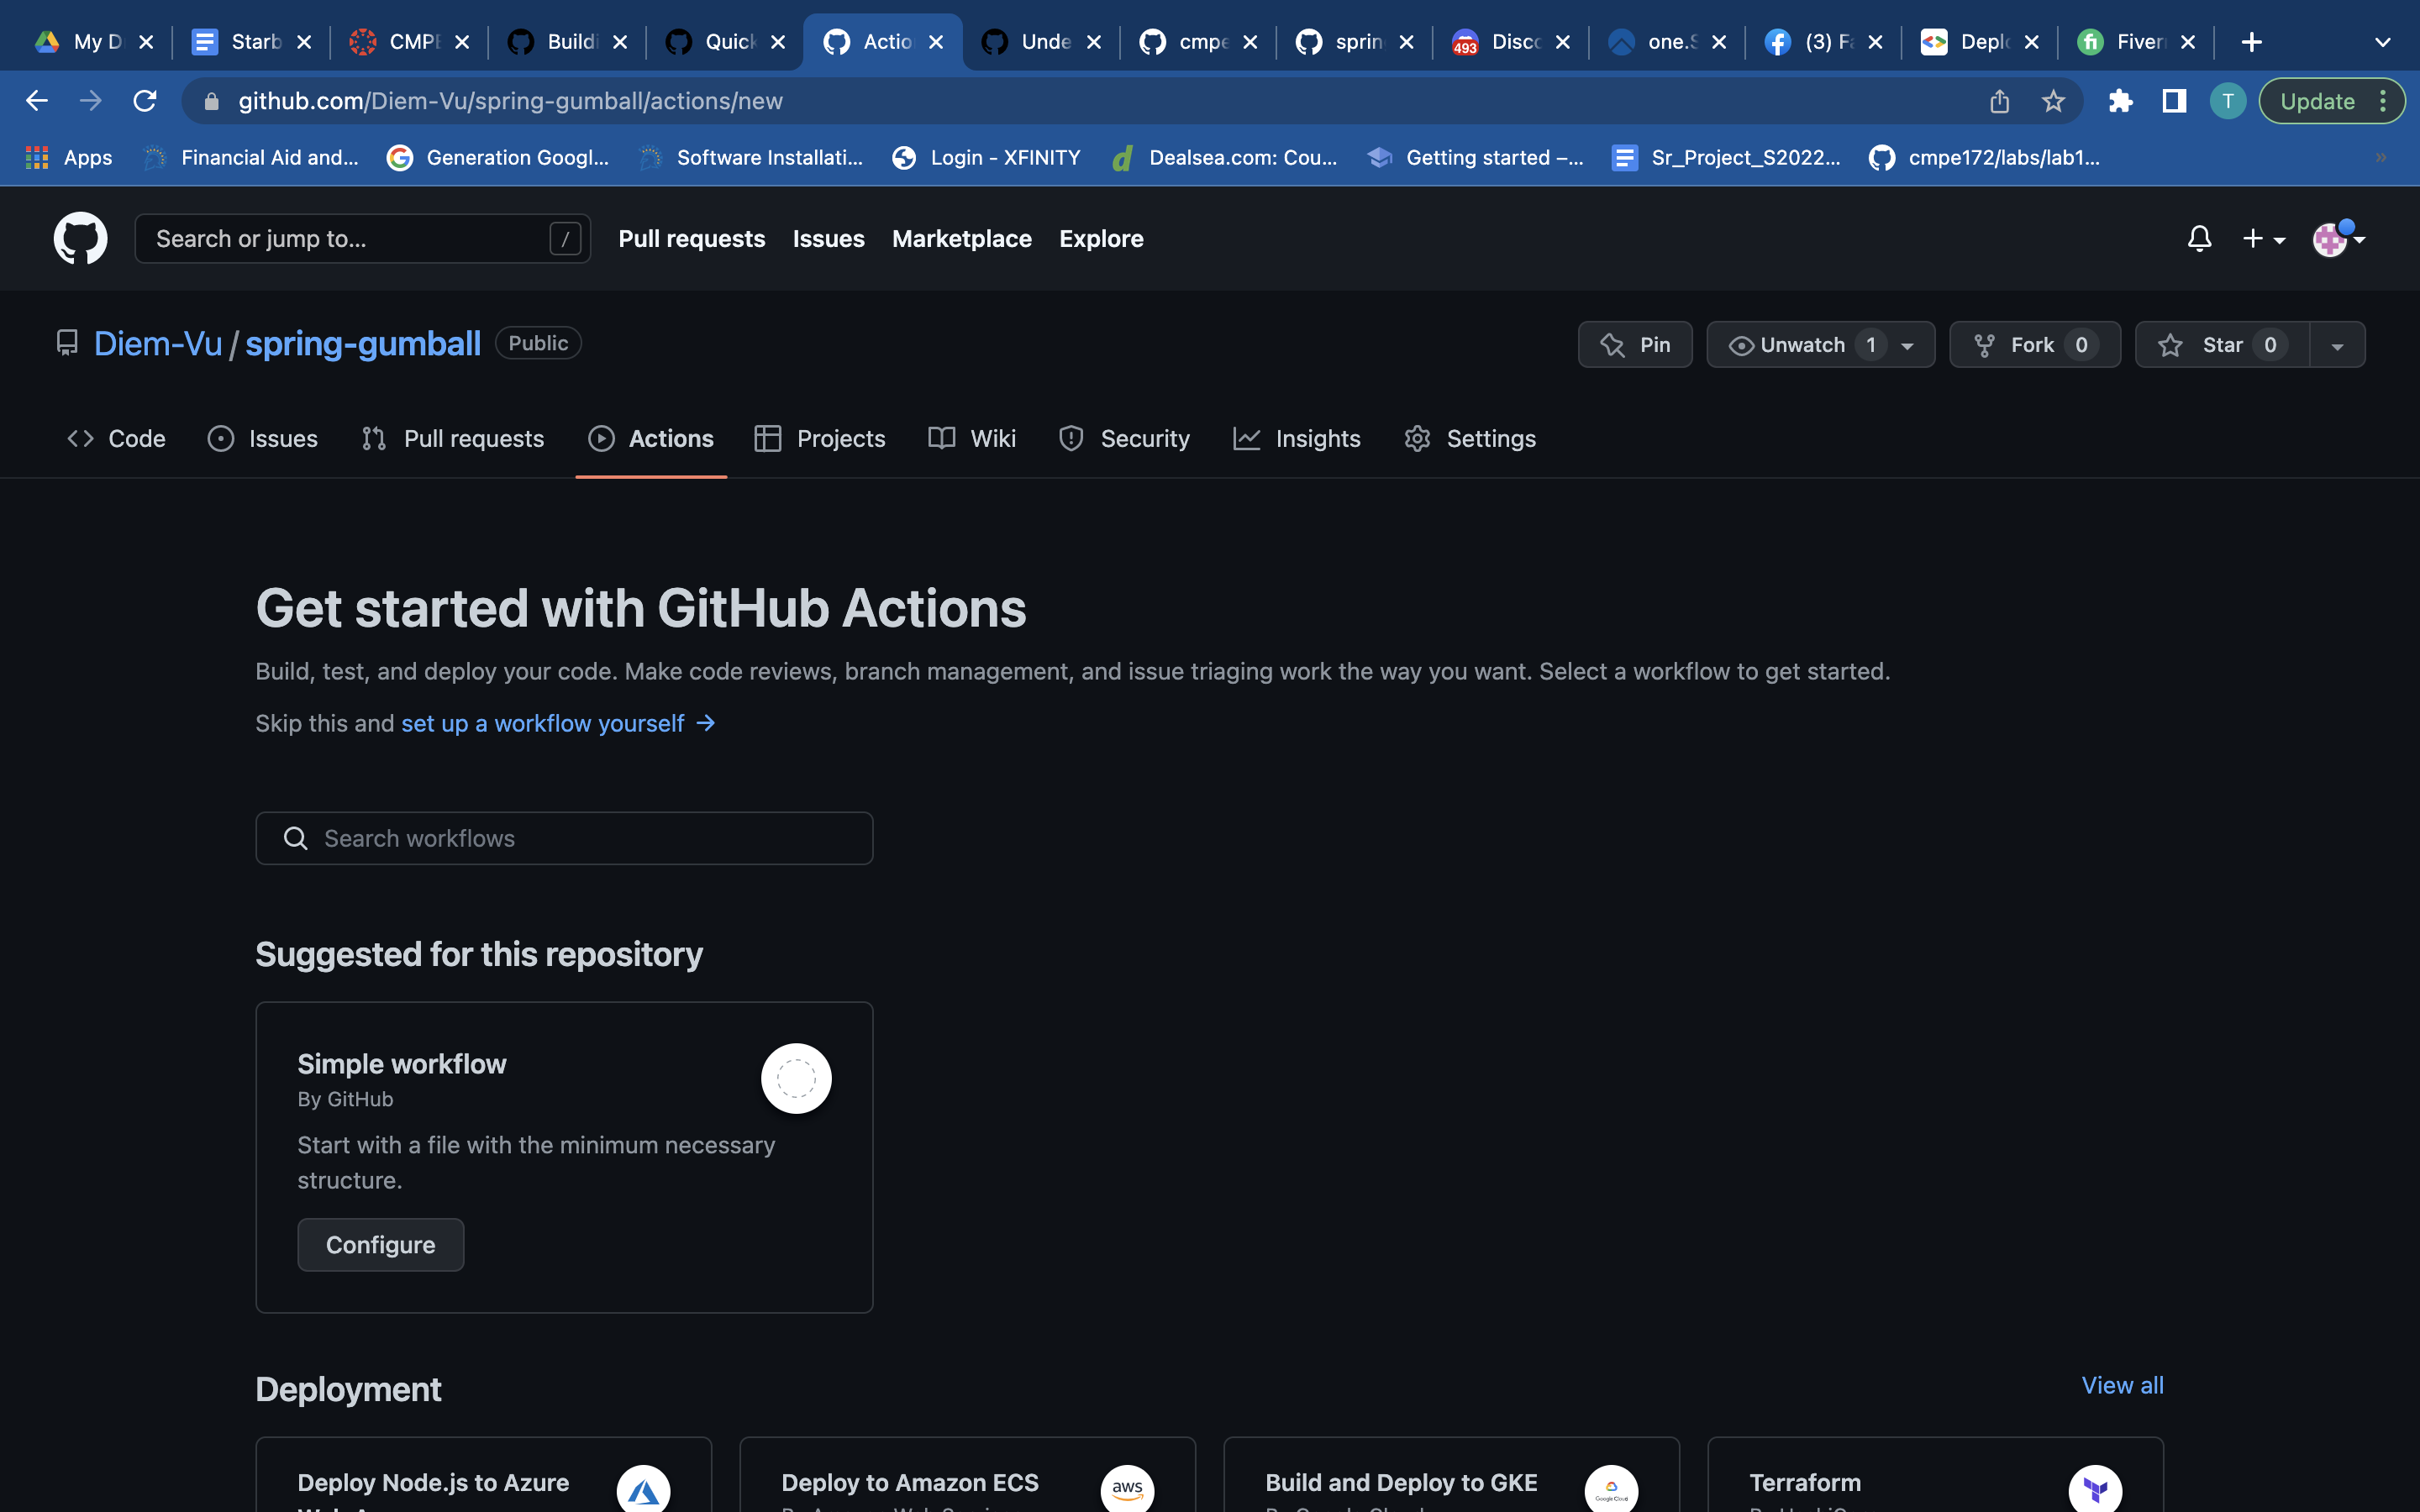 My D
Starb
CMPE
Buildi
Quick
Actio
Unde
cmpe
sprin
493
Disco
one.S
(3) Fa
Deplo
Fiver
github.com/Diem-Vu/spring-gumball/actions/new
T
Update
Apps
Financial Aid and...
Generation Googl...
Software Installati...
Login - XFINITY
Dealsea.com: Cou...
Getting started –...
Sr_Project_S2022...
cmpe172/labs/lab1...
Search or jump to... /
Pull requests
Issues
Marketplace
Explore
Diem-Vu / spring-gumball
Public
Pin
Unwatch 1
Fork 0
Star 0
Code
Issues
Pull requests
Actions
Projects
Wiki
Security
Insights
Settings
Get started with GitHub Actions
Build, test, and deploy your code. Make code reviews, branch management, and issue triaging work the way you want. Select a workflow to get started.
Skip this and set up a workflow yourself →
Search workflows
Suggested for this repository
Simple workflow
By GitHub
Start with a file with the minimum necessary
structure.
Configure
Deployment
View all
Deploy Node.js to Azure
Deploy to Amazon ECS
aws
Build and Deploy to GKE
Google Cloud
Terraform